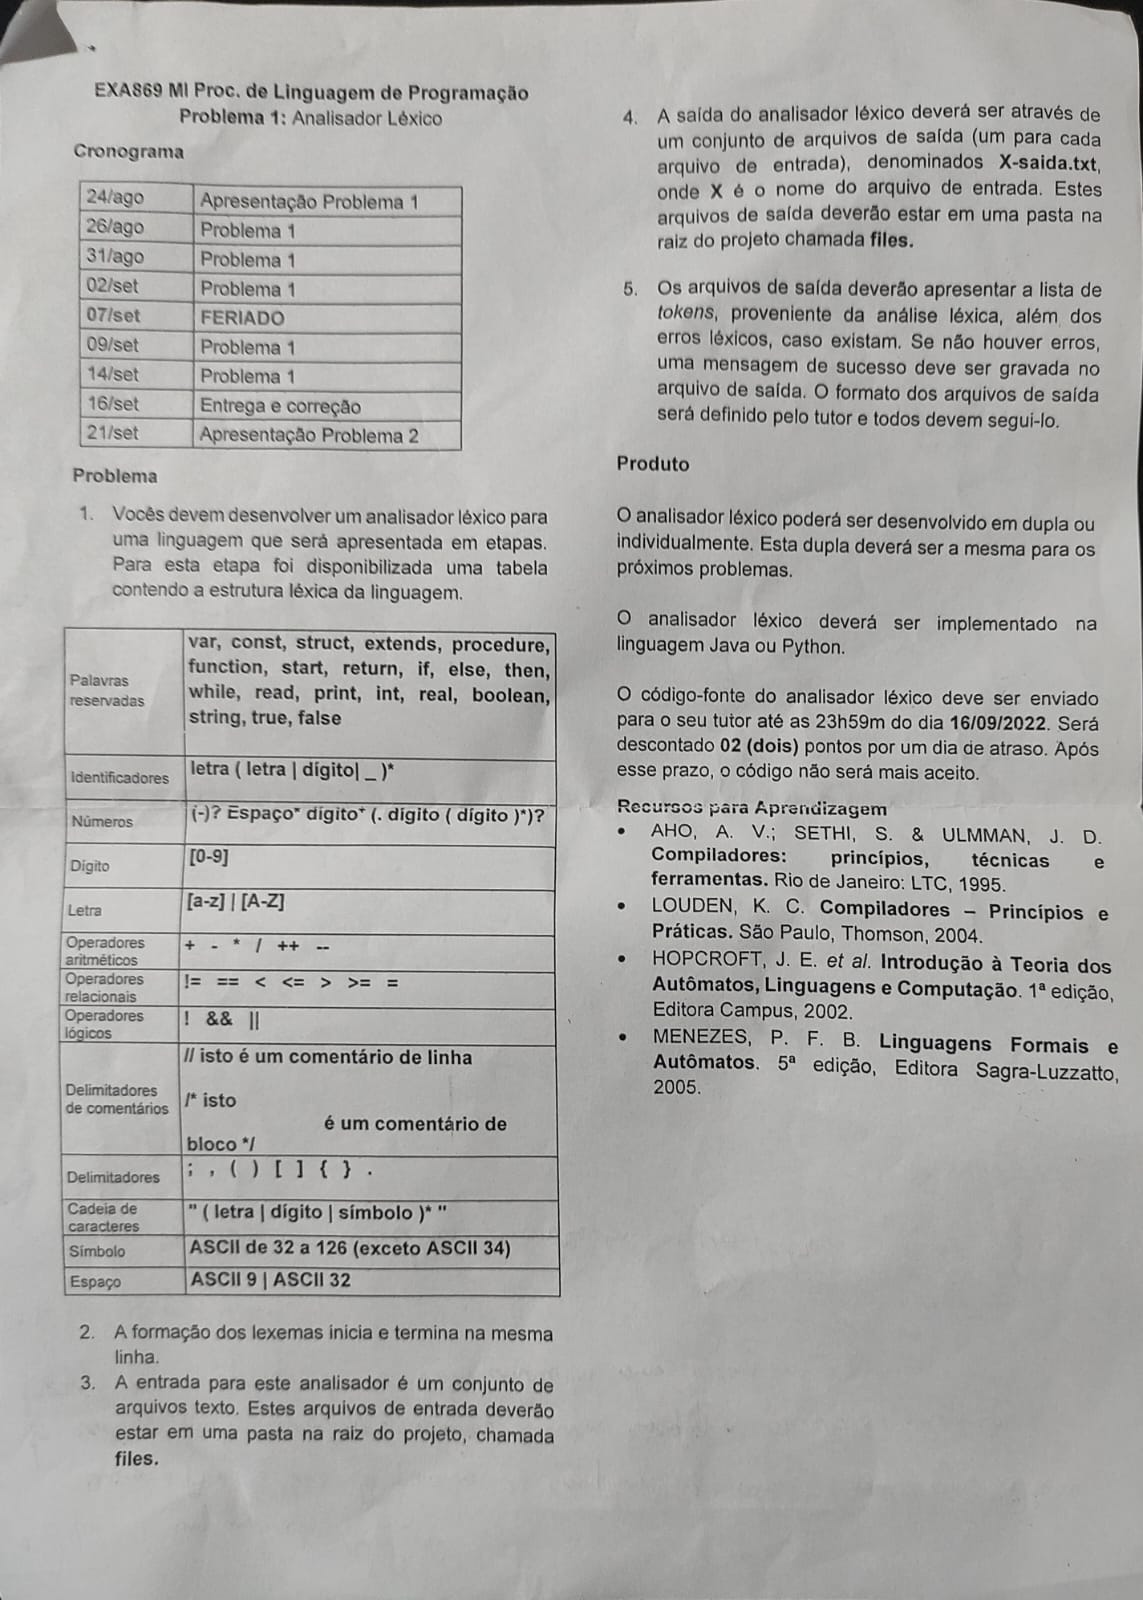 EXA869 MI Proc. de Linguagem de Programação
Problema 1: Analisador Léxico
Cronograma
24/ago Apresentação Problema 1
26/ago Problema 1
31/ago Problema 1
02/set Problema 1
07/set FERIADO
09/set Problema 1
14/set Problema 1
16/set Entrega e correção
21/set Apresentação Problema 2
Problema
1. Vocês devem desenvolver um analisador léxico para
uma linguagem que será apresentada em etapas.
Para esta etapa foi disponibilizada uma tabela
contendo a estrutura léxica da linguagem.
Palavras
reservadas
var, const, struct, extends, procedure,
function, start, return, if, else, then,
while, read, print, int, real, boolean,
string, true, false
Identificadores letra ( letra | dígito| _ )*
Números (-)? Espaço* dígito+ (. dígito ( dígito )*)?
Dígito [0-9]
Letra [a-z] | [A-Z]
Operadores
aritméticos
+ - * / ++ --
Operadores
relacionais
!= == < <= > >= =
Operadores
lógicos
! && ||
Delimitadores
de comentários
// isto é um comentário de linha
/* isto
é um comentário de
bloco */
Delimitadores ; , ( ) [ ] { } .
Cadeia de
caracteres
" ( letra | dígito | símbolo )* "
Símbolo ASCII de 32 a 126 (exceto ASCII 34)
Espaço ASCII 9 | ASCII 32
2. A formação dos lexemas inicia e termina na mesma
linha.
3. A entrada para este analisador é um conjunto de
arquivos texto. Estes arquivos de entrada deverão
estar em uma pasta na raiz do projeto, chamada
files.
4. A saída do analisador léxico deverá ser através de
um conjunto de arquivos de saída (um para cada
arquivo de entrada), denominados X-saida.txt,
onde X é o nome do arquivo de entrada. Estes
arquivos de saída deverão estar em uma pasta na
raiz do projeto chamada files.
5. Os arquivos de saída deverão apresentar a lista de
tokens, proveniente da análise léxica, além dos
erros léxicos, caso existam. Se não houver erros,
uma mensagem de sucesso deve ser gravada no
arquivo de saída. O formato dos arquivos de saída
será definido pelo tutor e todos devem segui-lo.
Produto
O analisador léxico poderá ser desenvolvido em dupla ou
individualmente. Esta dupla deverá ser a mesma para os
próximos problemas.
O analisador léxico deverá ser implementado na
linguagem Java ou Python.
O código-fonte do analisador léxico deve ser enviado
para o seu tutor até as 23h59m do dia 16/09/2022. Será
descontado 02 (dois) pontos por um dia de atraso. Após
esse prazo, o código não será mais aceito.
Recursos para Aprendizagem
• AHO, A. V.; SETHI, S. & ULMMAN, J. D.
Compiladores: princípios, técnicas e
ferramentas. Rio de Janeiro: LTC, 1995.
• LOUDEN, K. C. Compiladores – Princípios e
Práticas. São Paulo, Thomson, 2004.
• HOPCROFT, J. E. et al. Introdução à Teoria dos
Autômatos, Linguagens e Computação. 1ª edição,
Editora Campus, 2002.
• MENEZES, P. F. B. Linguagens Formais e
Autômatos. 5ª edição, Editora Sagra-Luzzatto,
2005.